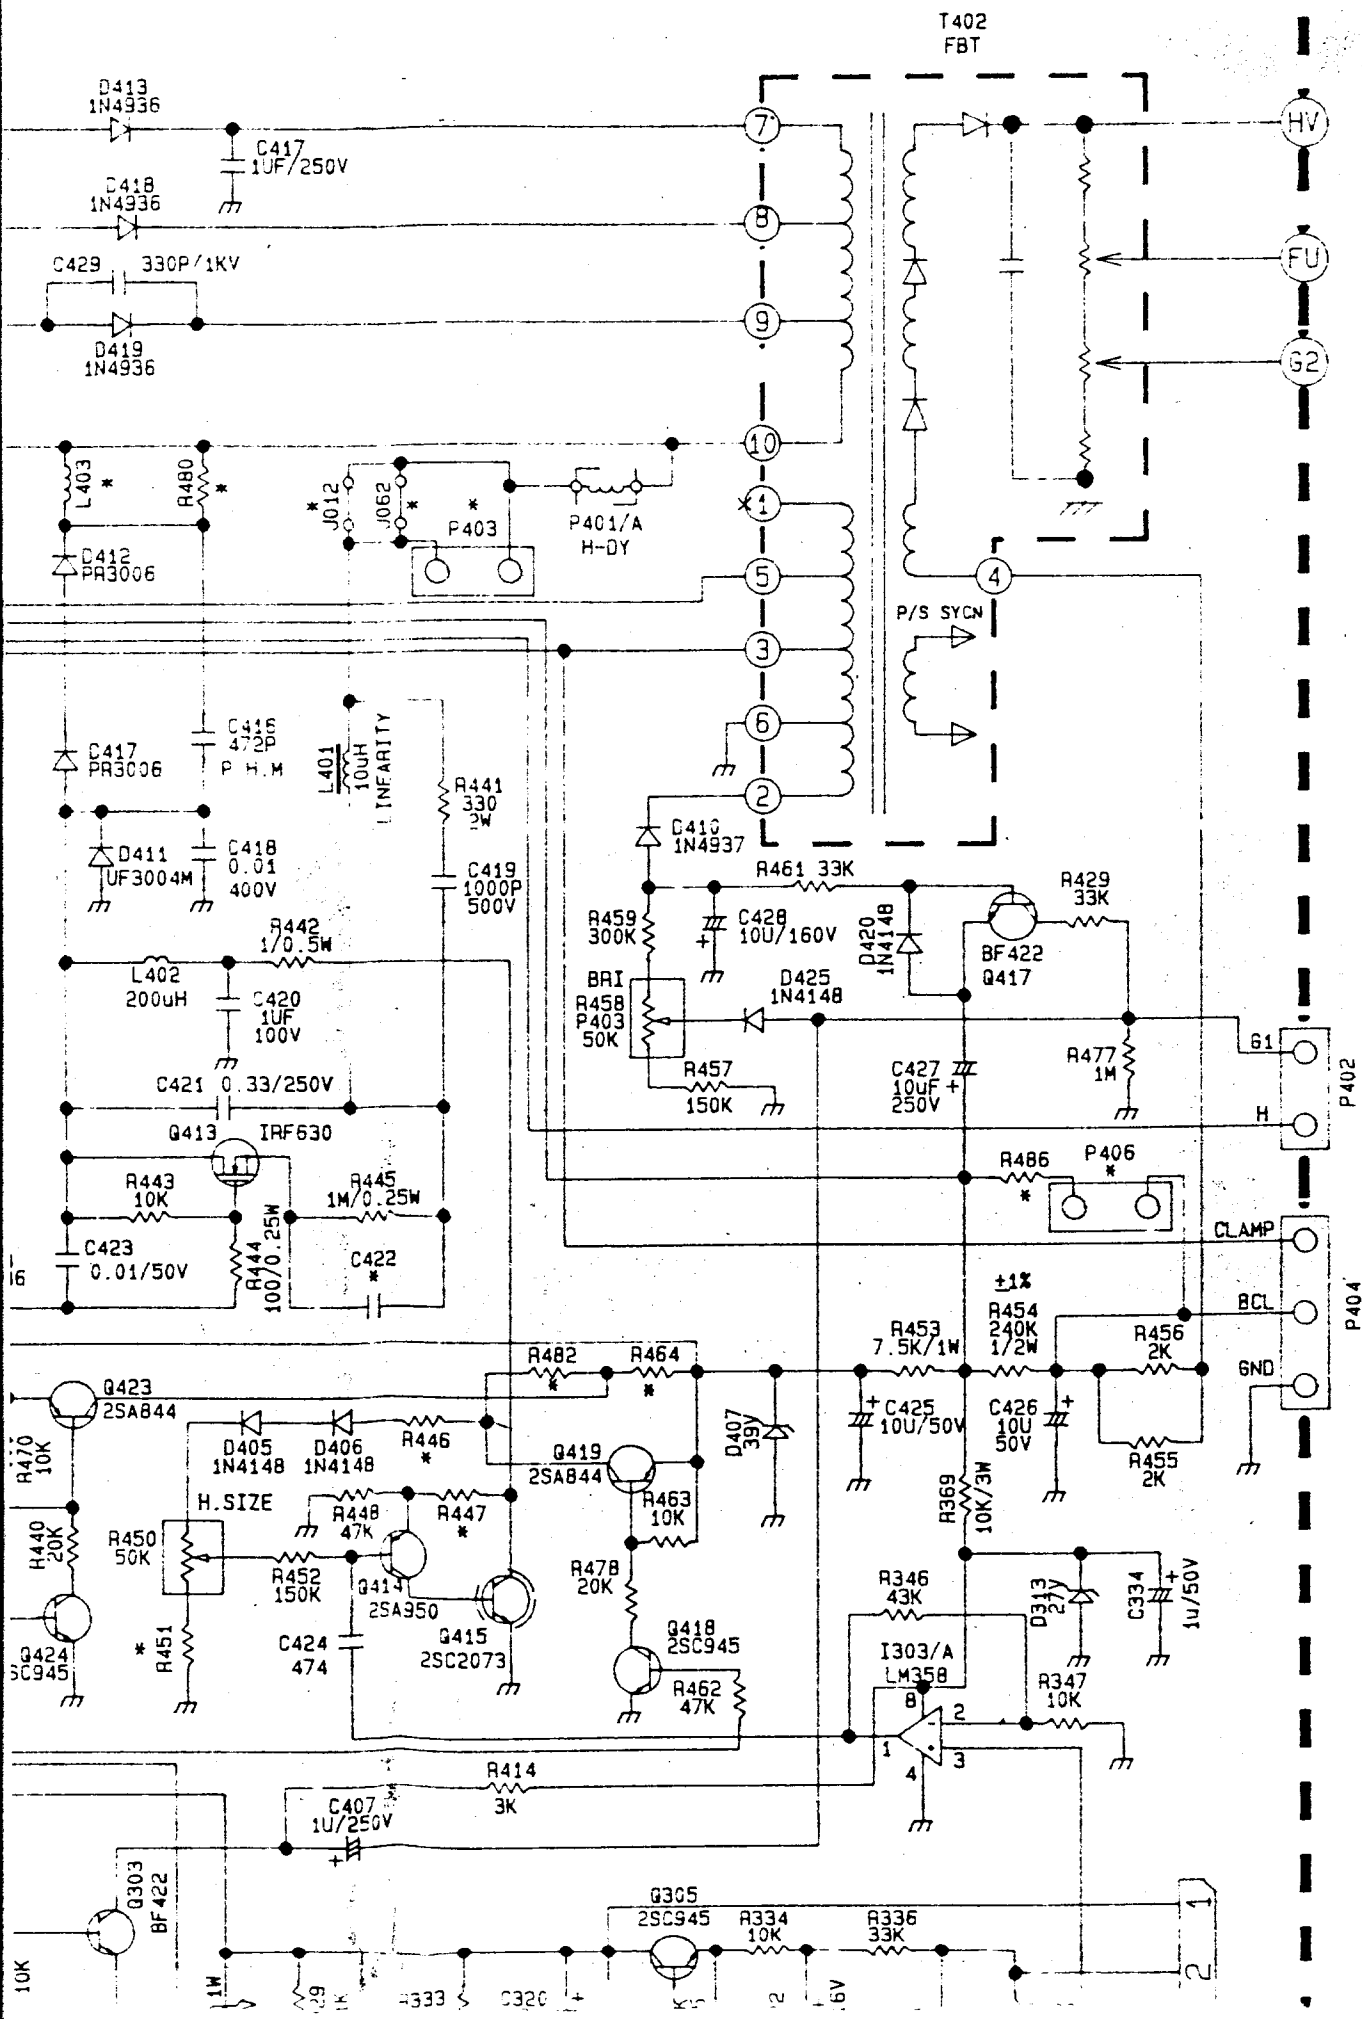 T402
FBT
D413
1N4936
C417
1UF/250V
D418
1N4936
C429 330P/1KV
D419
1N4936
7
8
9
10
1
5
3
6
2
4
HV
FU
G2
L403 *
R480 *
* J012
J062 *
* P403
P401/A
H-DY
D412
PR3006
P/S SYCN
C416
472P
P.H.M
C417
PR3006
L401
10uH
LINFARITY
R441
330
2W
D411
UF3004M
C418
0.01
400V
C419
1000P
500V
D410
1N4937
R461 33K
R429
33K
R459
300K
C428
10U/160V
+
D420
1N4148
BF422
Q417
R442
1/0.5W
L402
200uH
C420
1UF
100V
BRI
R458
P403
50K
D425
1N4148
R457
150K
C427
10uF +
250V
R477
1M
G1
H
P402
C421 0.33/250V
Q413 IRF630
R443
10K
R445
1M/0.25W
R444
100/0.25W
C423
0.01/50V
C422
*
R486
*
P406
*
CLAMP
BCL
GND
P404
±1%
R454
240K
1/2W
R453
7.5K/1W
R456
2K
R455
2K
R482
*
R464
*
Q423
2SA844
D405
1N4148
D406
1N4148
R446
*
Q419
2SA844
D407
39V
+
C425
10U/50V
C426
10U
50V
+
R470
10K
H.SIZE
R448
47K
R447
*
R463
10K
R369
10K/3W
R440
20K
R450
50K
R452
150K
Q414
2SA950
R478
20K
R346
43K
D313
27V
C334
+
1u/50V
Q424
SC945
* R451
C424
474
Q415
2SC2073
Q418
2SC945
R462
47K
I303/A
LM358
8
2
1
3
4
-
+
R347
10K
R414
3K
C407
1U/250V
+
Q303
BF422
Q305
2SC945
R334
10K
R336
33K
1
2
10K
1W
R333
C320
+